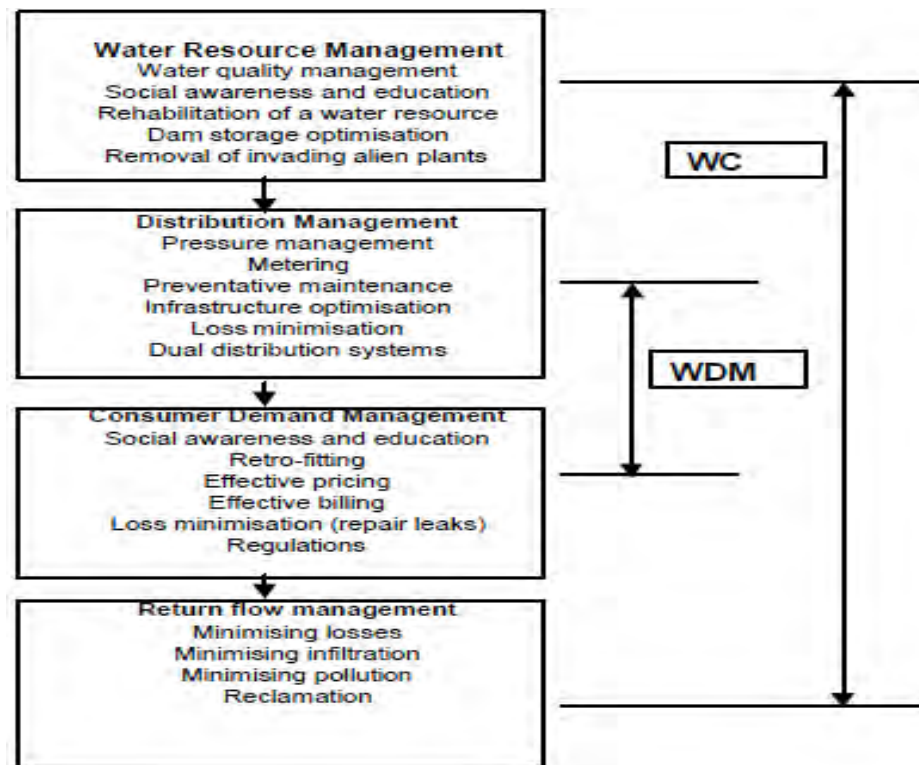 Water Resource Management
Water quality management
Social awareness and education
Rehabilitation of a water resource
Dam storage optimisation
Removal of invading alien plants
WC
Distribution Management
Pressure management
Metering
Preventative maintenance
Infrastructure optimisation
Loss minimisation
Dual distribution systems
WDM
Consumer Demand Management
Social awareness and education
Retro-fitting
Effective pricing
Effective billing
Loss minimisation (repair leaks)
Regulations
Return flow management
Minimising losses
Minimising infiltration
Minimising pollution
Reclamation